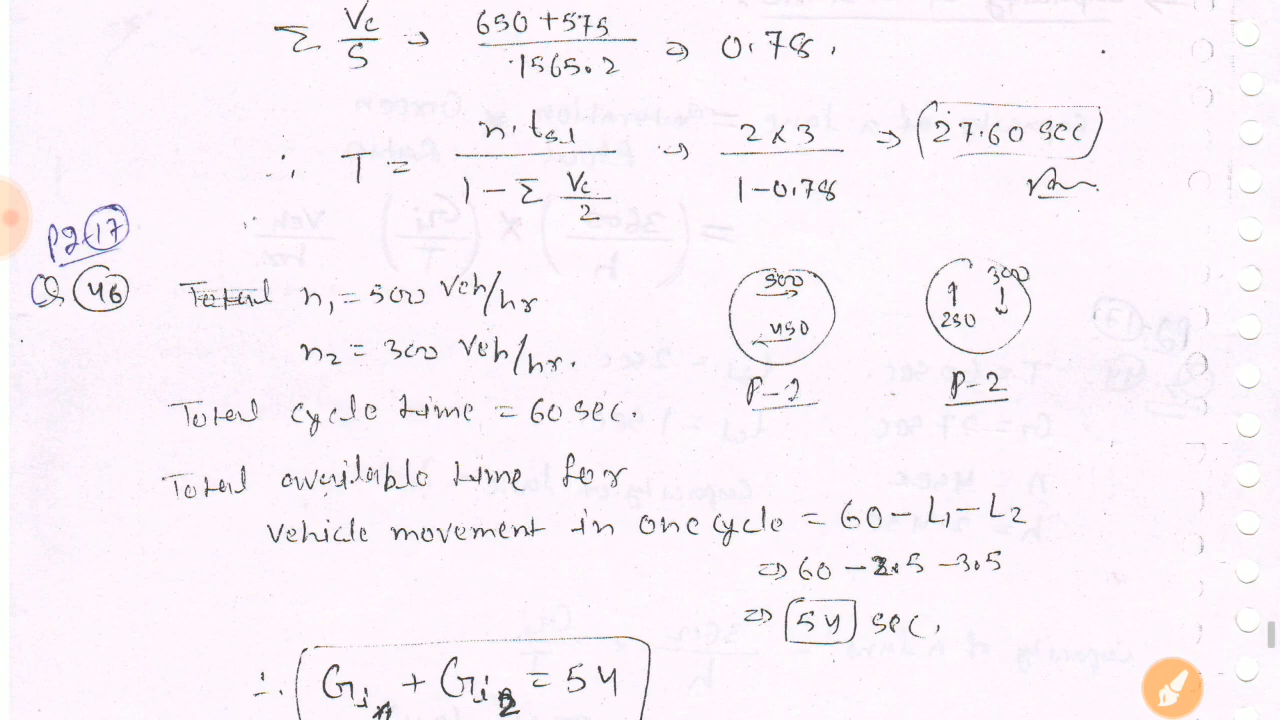 Σ Vc/S → 650+575 / 1565.2 ⇒ 0.78.
∴ T = n.tsl / 1 - Σ Vc/2 → 2x3 / 1-0.78 ⇒ 27.60 sec
Pg-17
Q. 46 n1 = 500 veh/hr
n2 = 300 veh/hr.
500
450
P-1
300
250
P-2
Total cycle time = 60 sec.
Total available time for
vehicle movement in one cycle = 60 - L1 - L2
⇒ 60 - 2.5 - 3.5
⇒ 54 sec.
∴ Gi1 + Gi2 = 54